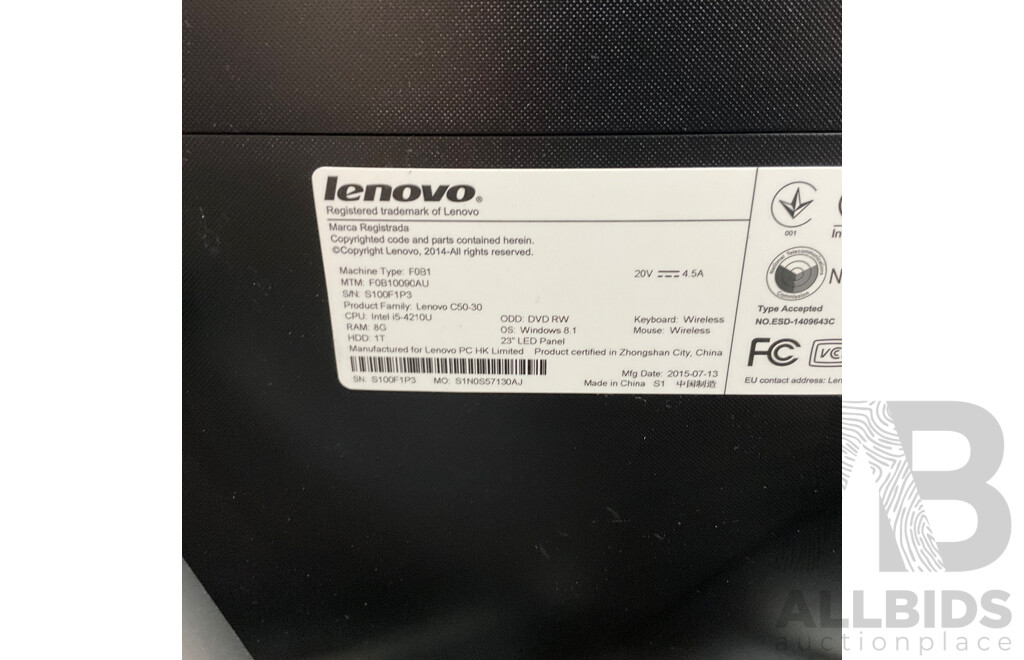 lenovo®
Registered trademark of Lenovo
Marca Registrada
Copyrighted code and parts contained herein.
©Copyright Lenovo, 2014-All rights reserved.
Machine Type: F0B1
20V 4.5A
MTM: F0B10090AU
S/N: S100F1P3
Product Family: Lenovo C50-30
CPU: Intel i5-4210U ODD: DVD RW Keyboard: Wireless
RAM: 8G OS: Windows 8.1 Mouse: Wireless
HDD: 1T 23" LED Panel
Manufactured for Lenovo PC HK Limited Product certified in Zhongshan City, China
Mfg Date: 2015-07-13
SN: S100F1P3 MO: S1N0S57130AJ Made in China S1 中国制造
001
Type Accepted
NO.ESD-1409643C
FC
EU contact address: Len
AB
ALLBIDS
auctionplace